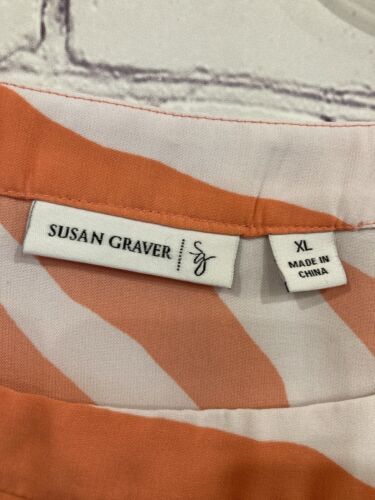 SUSAN GRAVER
sg
XL
MADE IN
CHINA